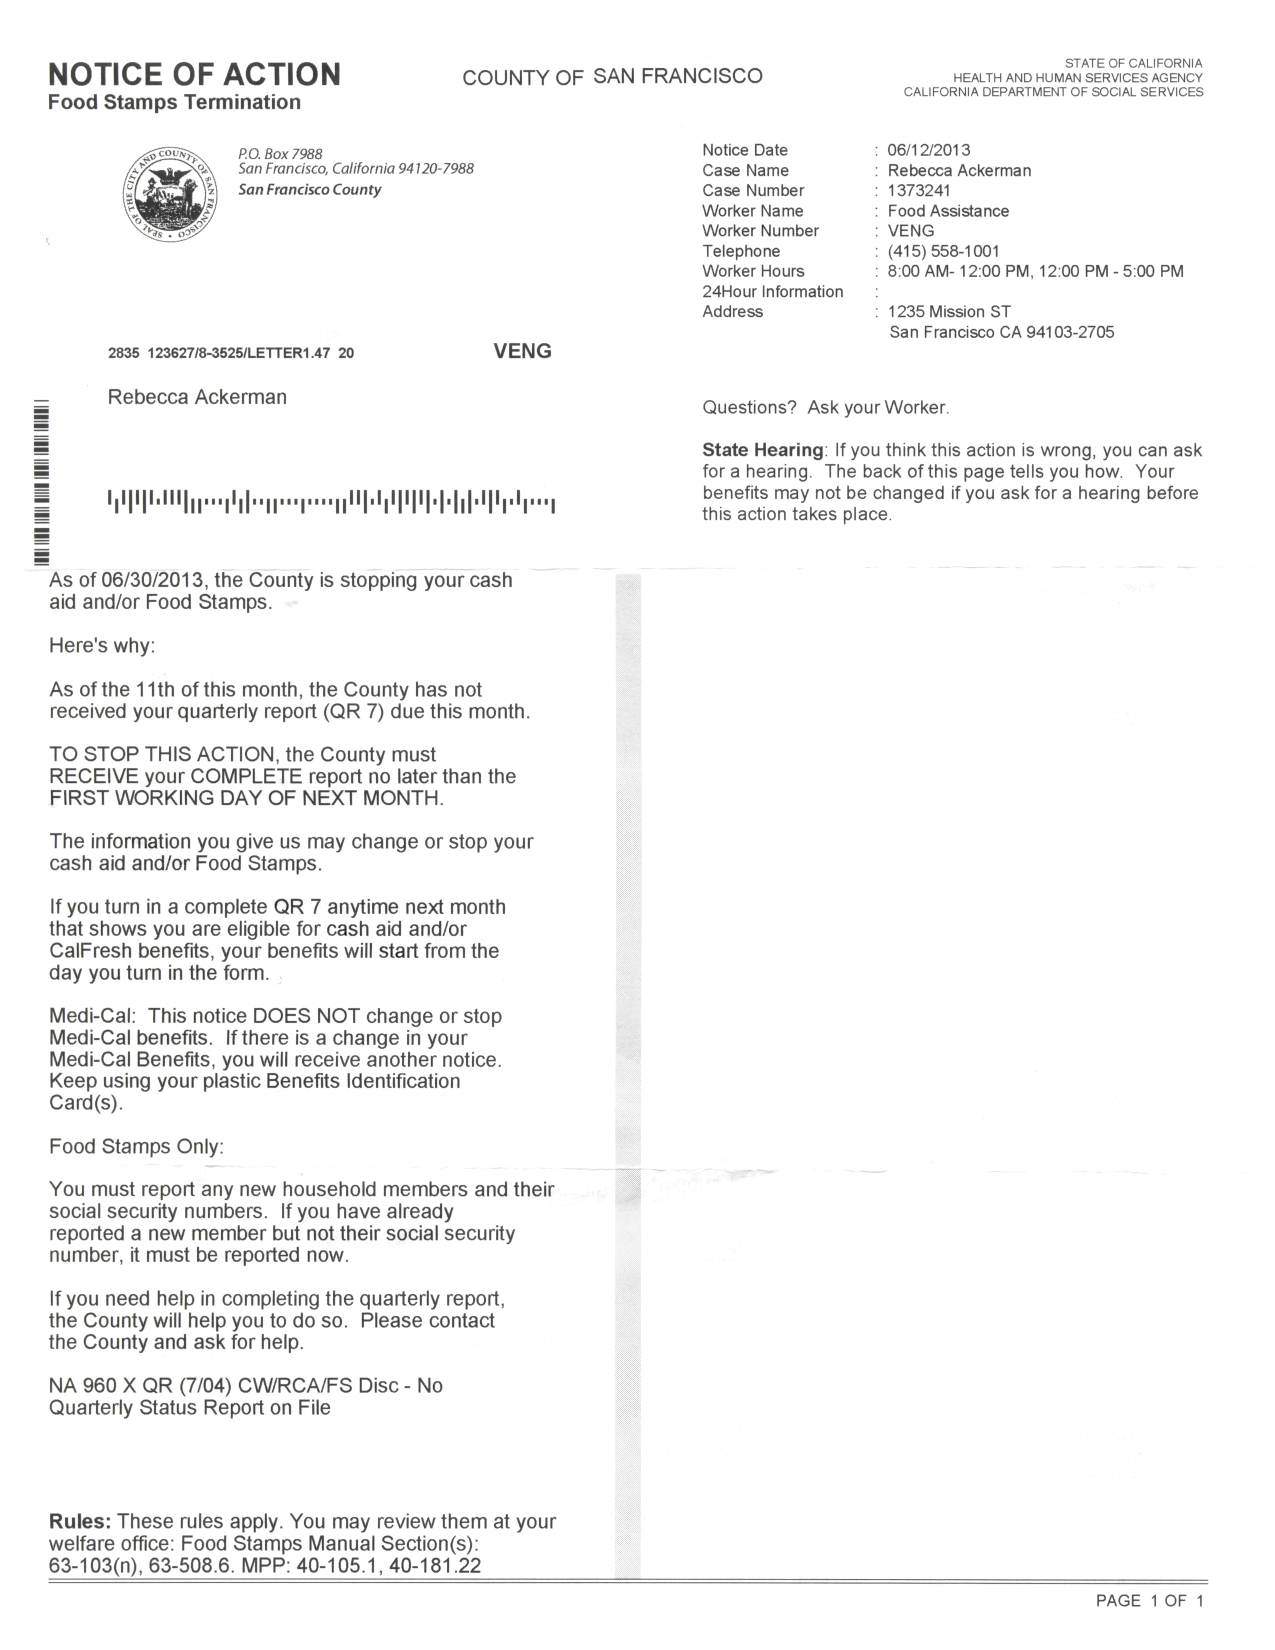 NOTICE OF ACTION
Food Stamps Termination
COUNTY OF SAN FRANCISCO
STATE OF CALIFORNIA
HEALTH AND HUMAN SERVICES AGENCY
CALIFORNIA DEPARTMENT OF SOCIAL SERVICES
SEAL OF THE CITY AND COUNTY OF SAN FRANCISCO
P.O. Box 7988
San Francisco, California 94120-7988
San Francisco County
Notice Date : 06/12/2013
Case Name : Rebecca Ackerman
Case Number : 1373241
Worker Name : Food Assistance
Worker Number : VENG
Telephone : (415) 558-1001
Worker Hours : 8:00 AM- 12:00 PM, 12:00 PM - 5:00 PM
24Hour Information :
Address : 1235 Mission ST
San Francisco CA 94103-2705
2835 123627/8-3525/LETTER1.47 20 VENG
Rebecca Ackerman
Questions? Ask your Worker.
State Hearing: If you think this action is wrong, you can ask
for a hearing. The back of this page tells you how. Your
benefits may not be changed if you ask for a hearing before
this action takes place.
As of 06/30/2013, the County is stopping your cash
aid and/or Food Stamps.
Here's why:
As of the 11th of this month, the County has not
received your quarterly report (QR 7) due this month.
TO STOP THIS ACTION, the County must
RECEIVE your COMPLETE report no later than the
FIRST WORKING DAY OF NEXT MONTH.
The information you give us may change or stop your
cash aid and/or Food Stamps.
If you turn in a complete QR 7 anytime next month
that shows you are eligible for cash aid and/or
CalFresh benefits, your benefits will start from the
day you turn in the form.
Medi-Cal: This notice DOES NOT change or stop
Medi-Cal benefits. If there is a change in your
Medi-Cal Benefits, you will receive another notice.
Keep using your plastic Benefits Identification
Card(s).
Food Stamps Only:
You must report any new household members and their
social security numbers. If you have already
reported a new member but not their social security
number, it must be reported now.
If you need help in completing the quarterly report,
the County will help you to do so. Please contact
the County and ask for help.
NA 960 X QR (7/04) CW/RCA/FS Disc - No
Quarterly Status Report on File
Rules: These rules apply. You may review them at your
welfare office: Food Stamps Manual Section(s):
63-103(n), 63-508.6. MPP: 40-105.1, 40-181.22
PAGE 1 OF 1